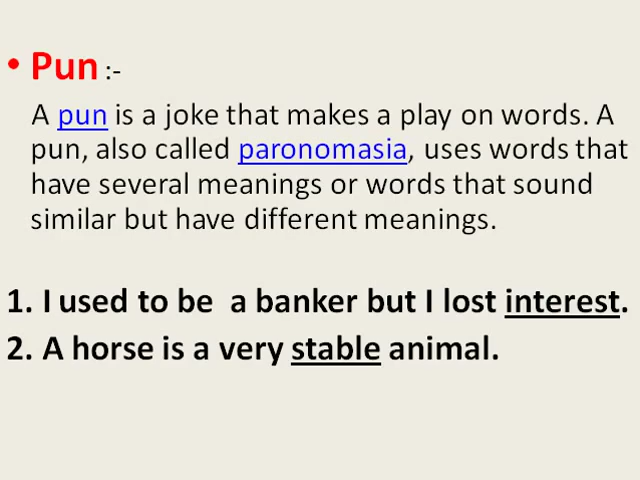 • Pun :-
A pun is a joke that makes a play on words. A
pun, also called paronomasia, uses words that
have several meanings or words that sound
similar but have different meanings.
1. I used to be a banker but I lost interest.
2. A horse is a very stable animal.